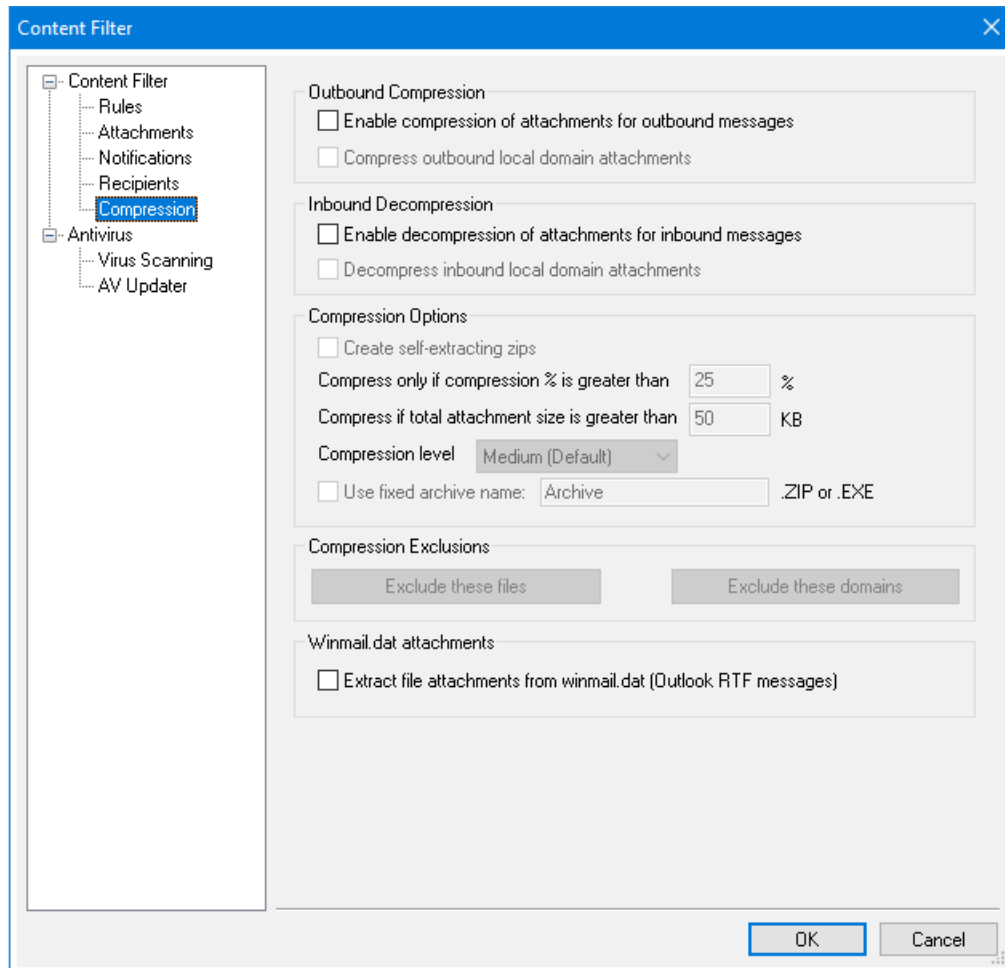 Content Filter
Content Filter
Rules
Attachments
Notifications
Recipients
Compression
Antivirus
Virus Scanning
AV Updater
Outbound Compression
Enable compression of attachments for outbound messages
Compress outbound local domain attachments
Inbound Decompression
Enable decompression of attachments for inbound messages
Decompress inbound local domain attachments
Compression Options
Create self-extracting zips
Compress only if compression % is greater than 25 %
Compress if total attachment size is greater than 50 KB
Compression level Medium (Default)
Use fixed archive name: Archive .ZIP or .EXE
Compression Exclusions
Exclude these files Exclude these domains
Winmail.dat attachments
Extract file attachments from winmail.dat (Outlook RTF messages)
OK Cancel